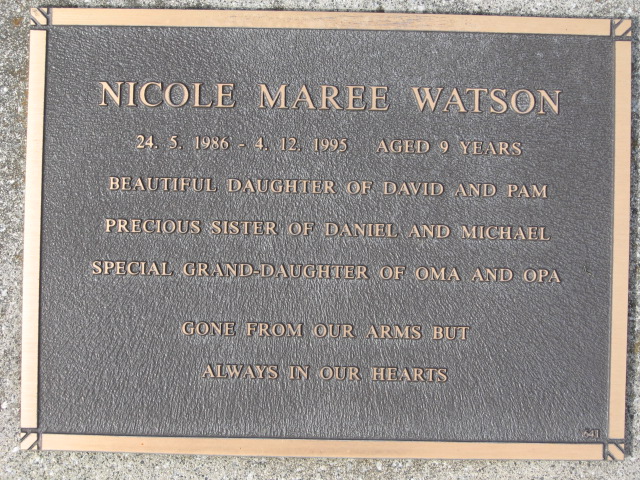 NICOLE MAREE WATSON
24. 5. 1986 - 4. 12. 1995 AGED 9 YEARS
BEAUTIFUL DAUGHTER OF DAVID AND PAM
PRECIOUS SISTER OF DANIEL AND MICHAEL
SPECIAL GRAND-DAUGHTER OF OMA AND OPA
GONE FROM OUR ARMS BUT
ALWAYS IN OUR HEARTS